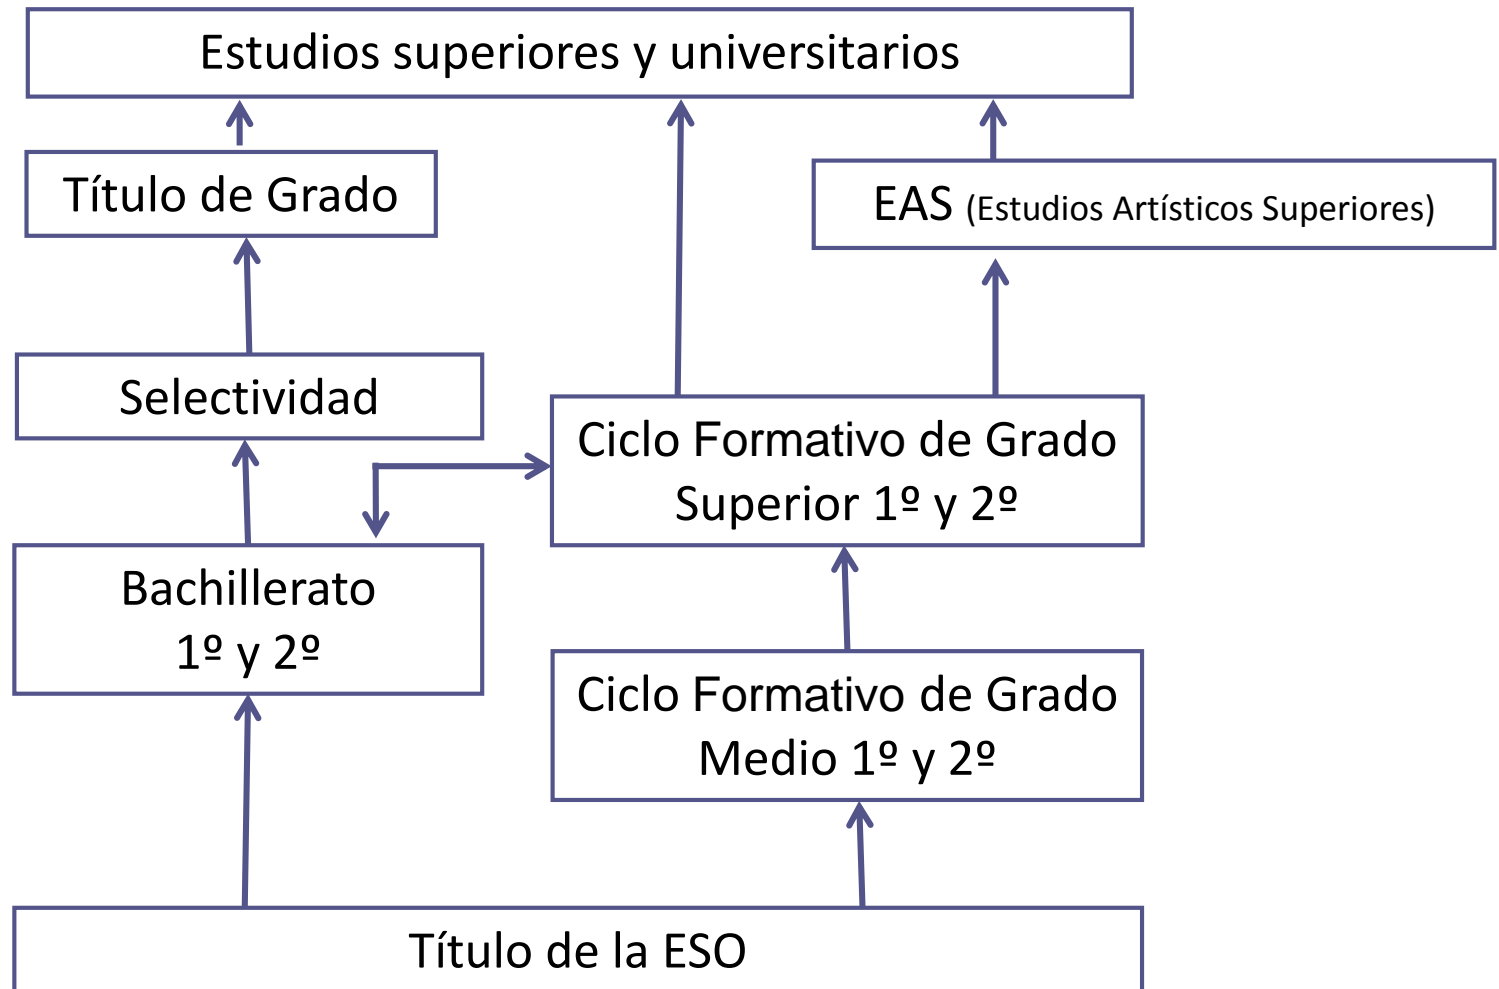 Estudios superiores y universitarios
Título de Grado
EAS (Estudios Artísticos Superiores)
Selectividad
Ciclo Formativo de Grado
Superior 1º y 2º
Bachillerato
1º y 2º
Ciclo Formativo de Grado
Medio 1º y 2º
Título de la ESO